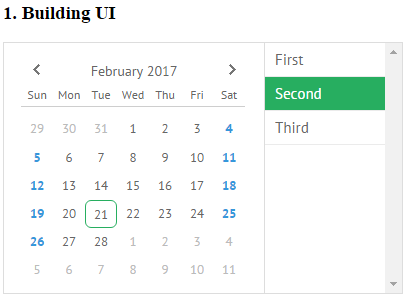 1. Building UI
February 2017
Sun Mon Tue Wed Thu Fri Sat
29 30 31 1 2 3 4
5 6 7 8 9 10 11
12 13 14 15 16 17 18
19 20 21 22 23 24 25
26 27 28 1 2 3 4
5 6 7 8 9 10 11
First
Second
Third